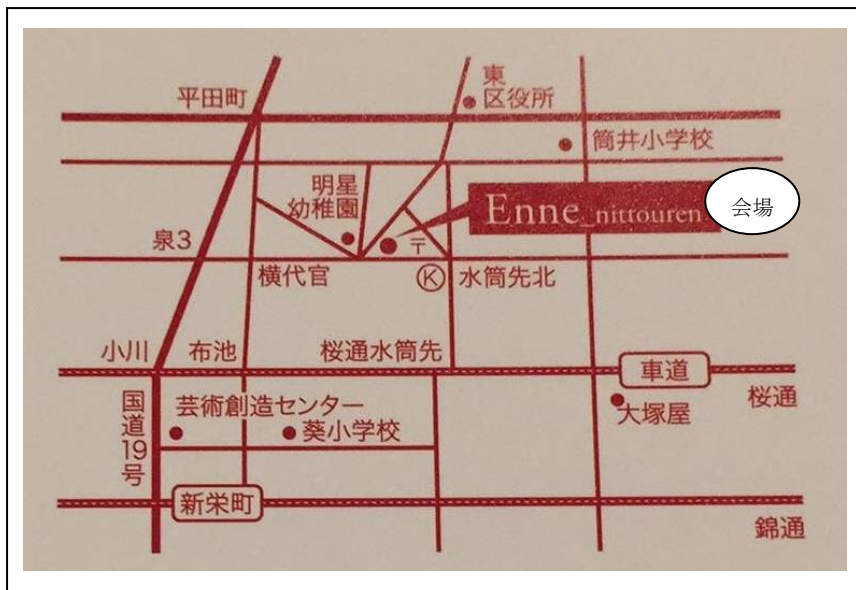 平田町
東
区役所
筒井小学校
明星
幼稚園
Enne_nittouren
会場
泉3
〒
横代官
Ⓚ
水筒先北
小川
布池
桜通水筒先
車道
桜通
国道19号
芸術創造センター
葵小学校
大塚屋
新栄町
錦通